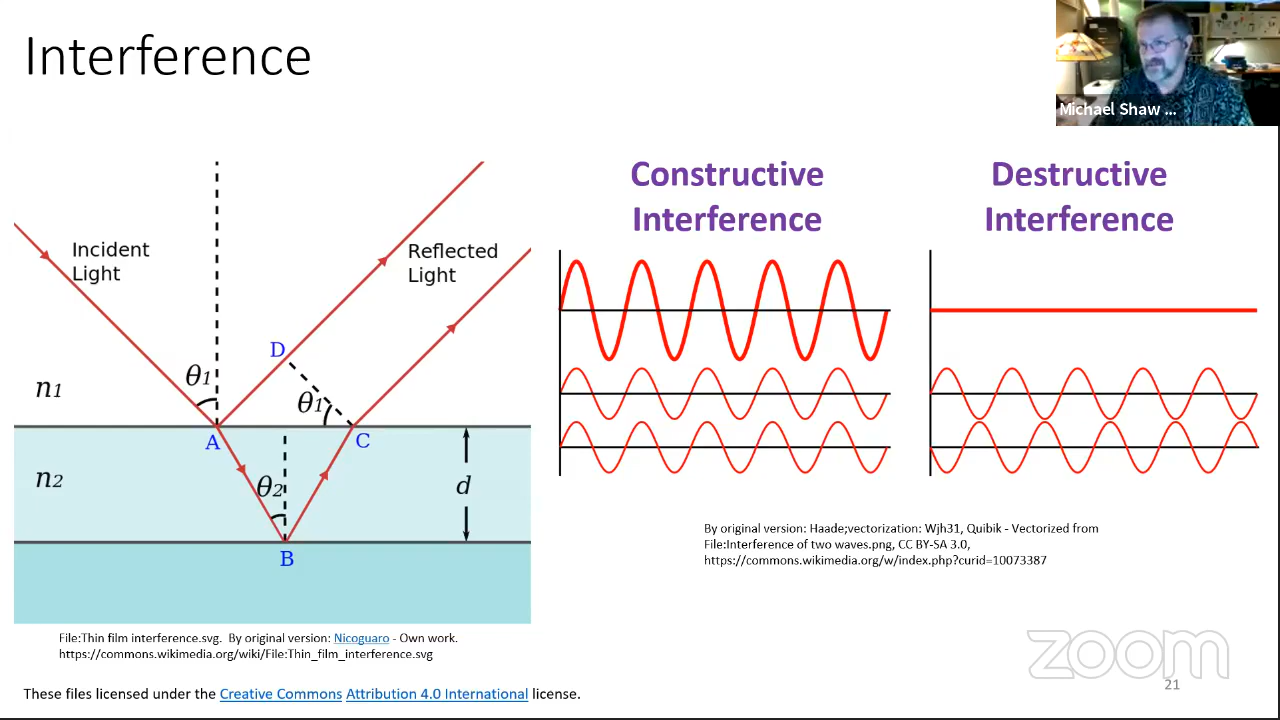 Interference
Michael Shaw ...
Incident
Light
Reflected
Light
θ1
D
θ1
n1
A
C
n2
θ2
d
B
Constructive
Interference
Destructive
Interference
By original version: Haade;vectorization: Wjh31, Quibik - Vectorized from
File:Interference of two waves.png, CC BY-SA 3.0,
https://commons.wikimedia.org/w/index.php?curid=10073387
File:Thin film interference.svg. By original version: Nicoguaro - Own work.
https://commons.wikimedia.org/wiki/File:Thin_film_interference.svg
These files licensed under the Creative Commons Attribution 4.0 International license.
zoom
21